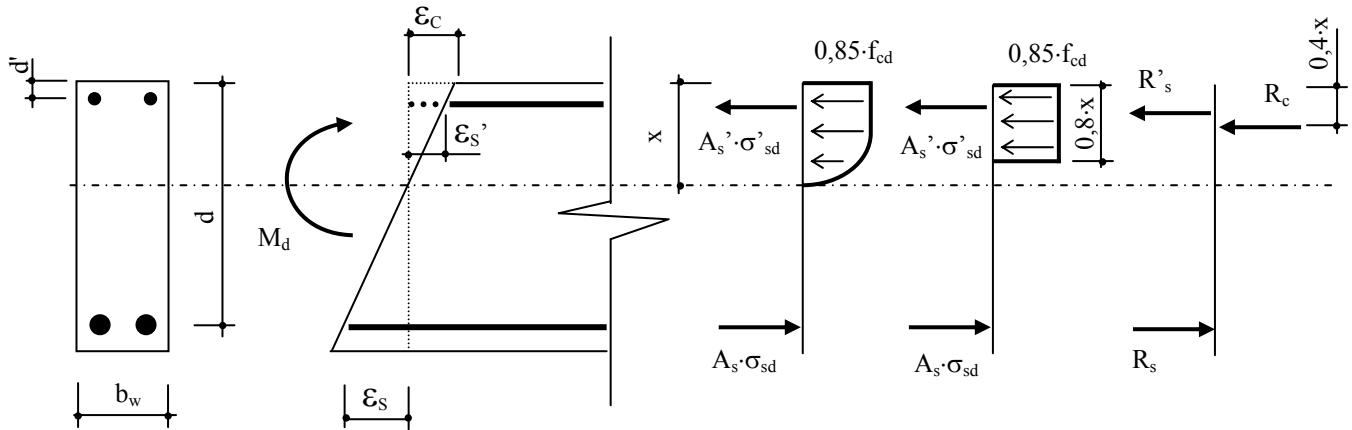 d'
d
b_w
M_d
ε_C
ε_S'
ε_S
x
0,85·f_cd
A_s'·σ'_sd
A_s·σ_sd
0,85·f_cd
0,8·x
A_s'·σ'_sd
A_s·σ_sd
R'_s
R_c
0,4·x
R_s